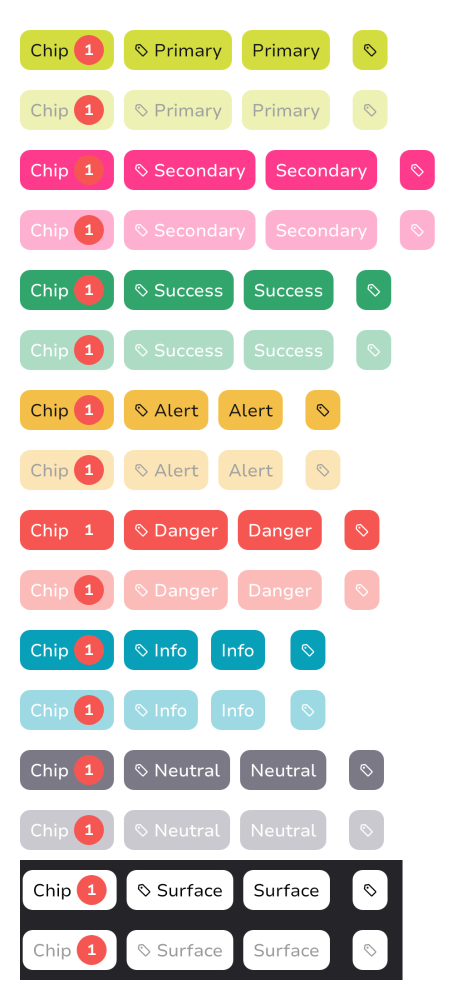 Chip 1 Primary Primary
Chip 1 Primary Primary
Chip 1 Secondary Secondary
Chip 1 Secondary Secondary
Chip 1 Success Success
Chip 1 Success Success
Chip 1 Alert Alert
Chip 1 Alert Alert
Chip 1 Danger Danger
Chip 1 Danger Danger
Chip 1 Info Info
Chip 1 Info Info
Chip 1 Neutral Neutral
Chip 1 Neutral Neutral
Chip 1 Surface Surface
Chip 1 Surface Surface